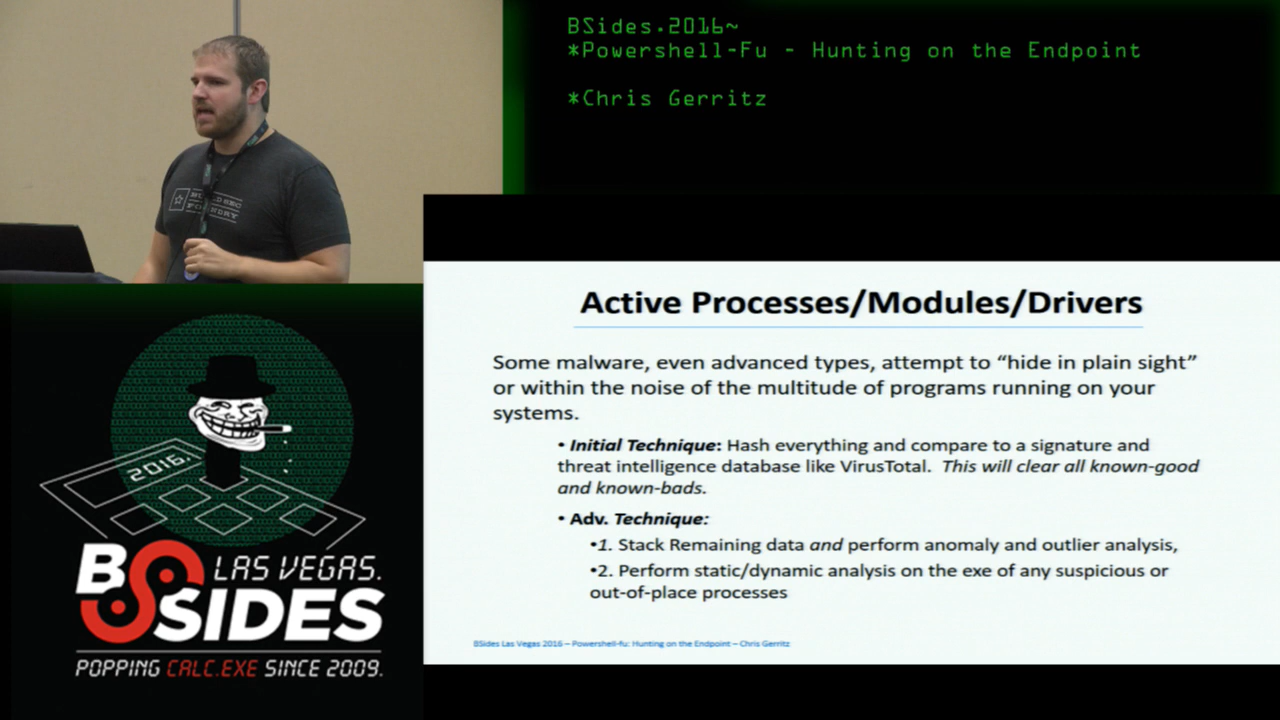 BSides.2016~
*Powershell-Fu - Hunting on the Endpoint
*Chris Gerritz
Active Processes/Modules/Drivers
Some malware, even advanced types, attempt to “hide in plain sight”
or within the noise of the multitude of programs running on your
systems.
• Initial Technique: Hash everything and compare to a signature and
threat intelligence database like VirusTotal. This will clear all known-good
and known-bads.
• Adv. Technique:
•1. Stack Remaining data and perform anomaly and outlier analysis,
•2. Perform static/dynamic analysis on the exe of any suspicious or
out-of-place processes
BSides Las Vegas 2016 – Powershell-fu: Hunting on the Endpoint – Chris Gerritz
2016.
BSIDES
LAS VEGAS.
POPPING CALC.EXE SINCE 2009.